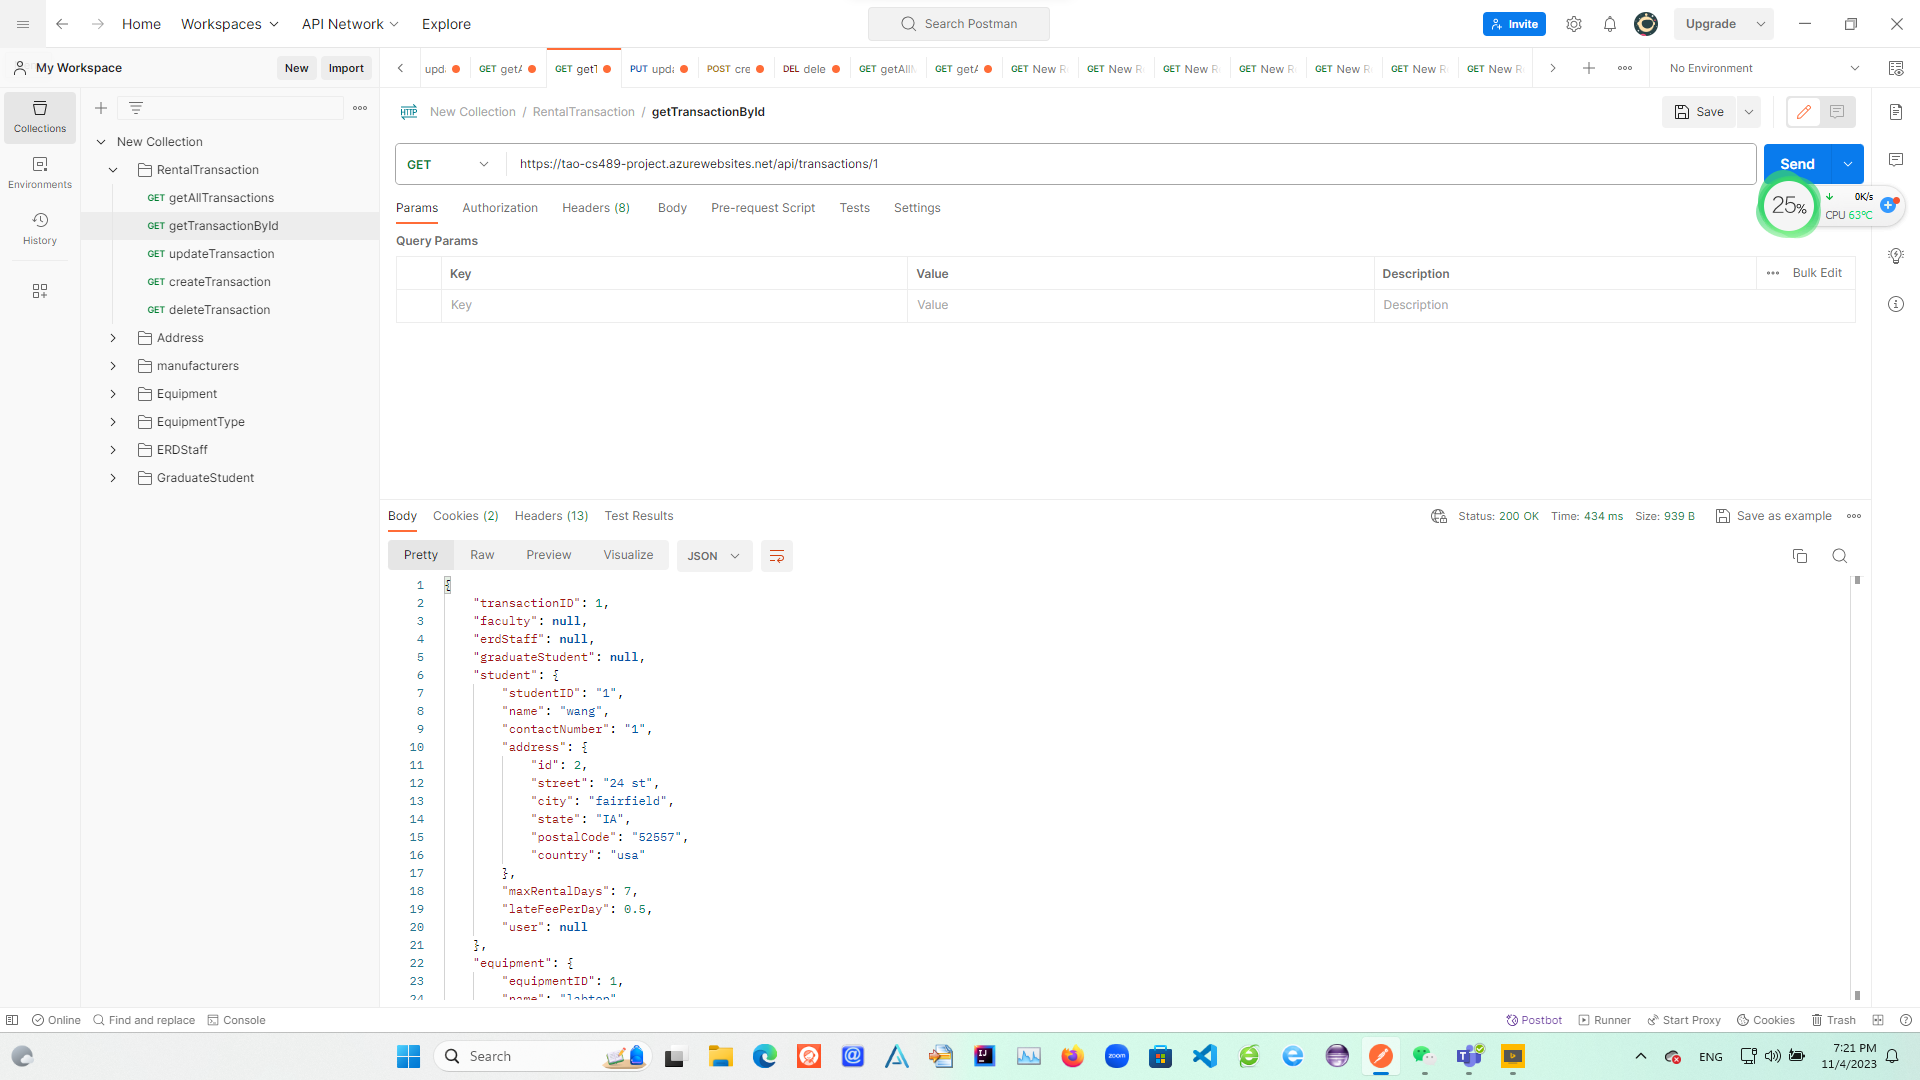 Home
Workspaces
API Network
Explore
Search Postman
Invite
Upgrade
My Workspace
New
Import
GET
GET
PUT
POST
DEL dele
GET
GET
GET New
GET New
GET New
GET New
GET New
GET New
GET New
No Environment
Collections
Environments
History
New Collection
RentalTransaction
GET getAllTransactions
GET getTransactionById
GET updateTransaction
GET createTransaction
GET deleteTransaction
Address
manufacturers
Equipment
EquipmentType
ERDStaff
GraduateStudent
HTTP
New Collection / RentalTransaction / getTransactionById
Save
GET
https://tao-cs489-project.azurewebsites.net/api/transactions/1
Send
25%
0K/s
CPU 63°C
Params
Authorization
Headers (8)
Body
Pre-request Script
Tests
Settings
Query Params
Key
Value
Description
Bulk Edit
Key
Value
Description
Body
Cookies (2)
Headers (13)
Test Results
Status: 200 OK
Time: 434 ms
Size: 939 B
Save as example
Pretty
Raw
Preview
Visualize
JSON
1 {
2 "transactionID": 1,
3 "faculty": null,
4 "erdStaff": null,
5 "graduateStudent": null,
6 "student": {
7 "studentID": "1",
8 "name": "wang",
9 "contactNumber": "1",
10 "address": {
11 "id": 2,
12 "street": "24 st",
13 "city": "fairfield",
14 "state": "IA",
15 "postalCode": "52557",
16 "country": "usa"
17 },
18 "maxRentalDays": 7,
19 "lateFeePerDay": 0.5,
20 "user": null
21 },
22 "equipment": {
23 "equipmentID": 1,
24 "name": "labtop"
Online
Find and replace
Console
Postbot
Runner
Start Proxy
Cookies
Trash
Search
zoom
ENG
7:21 PM
11/4/2023